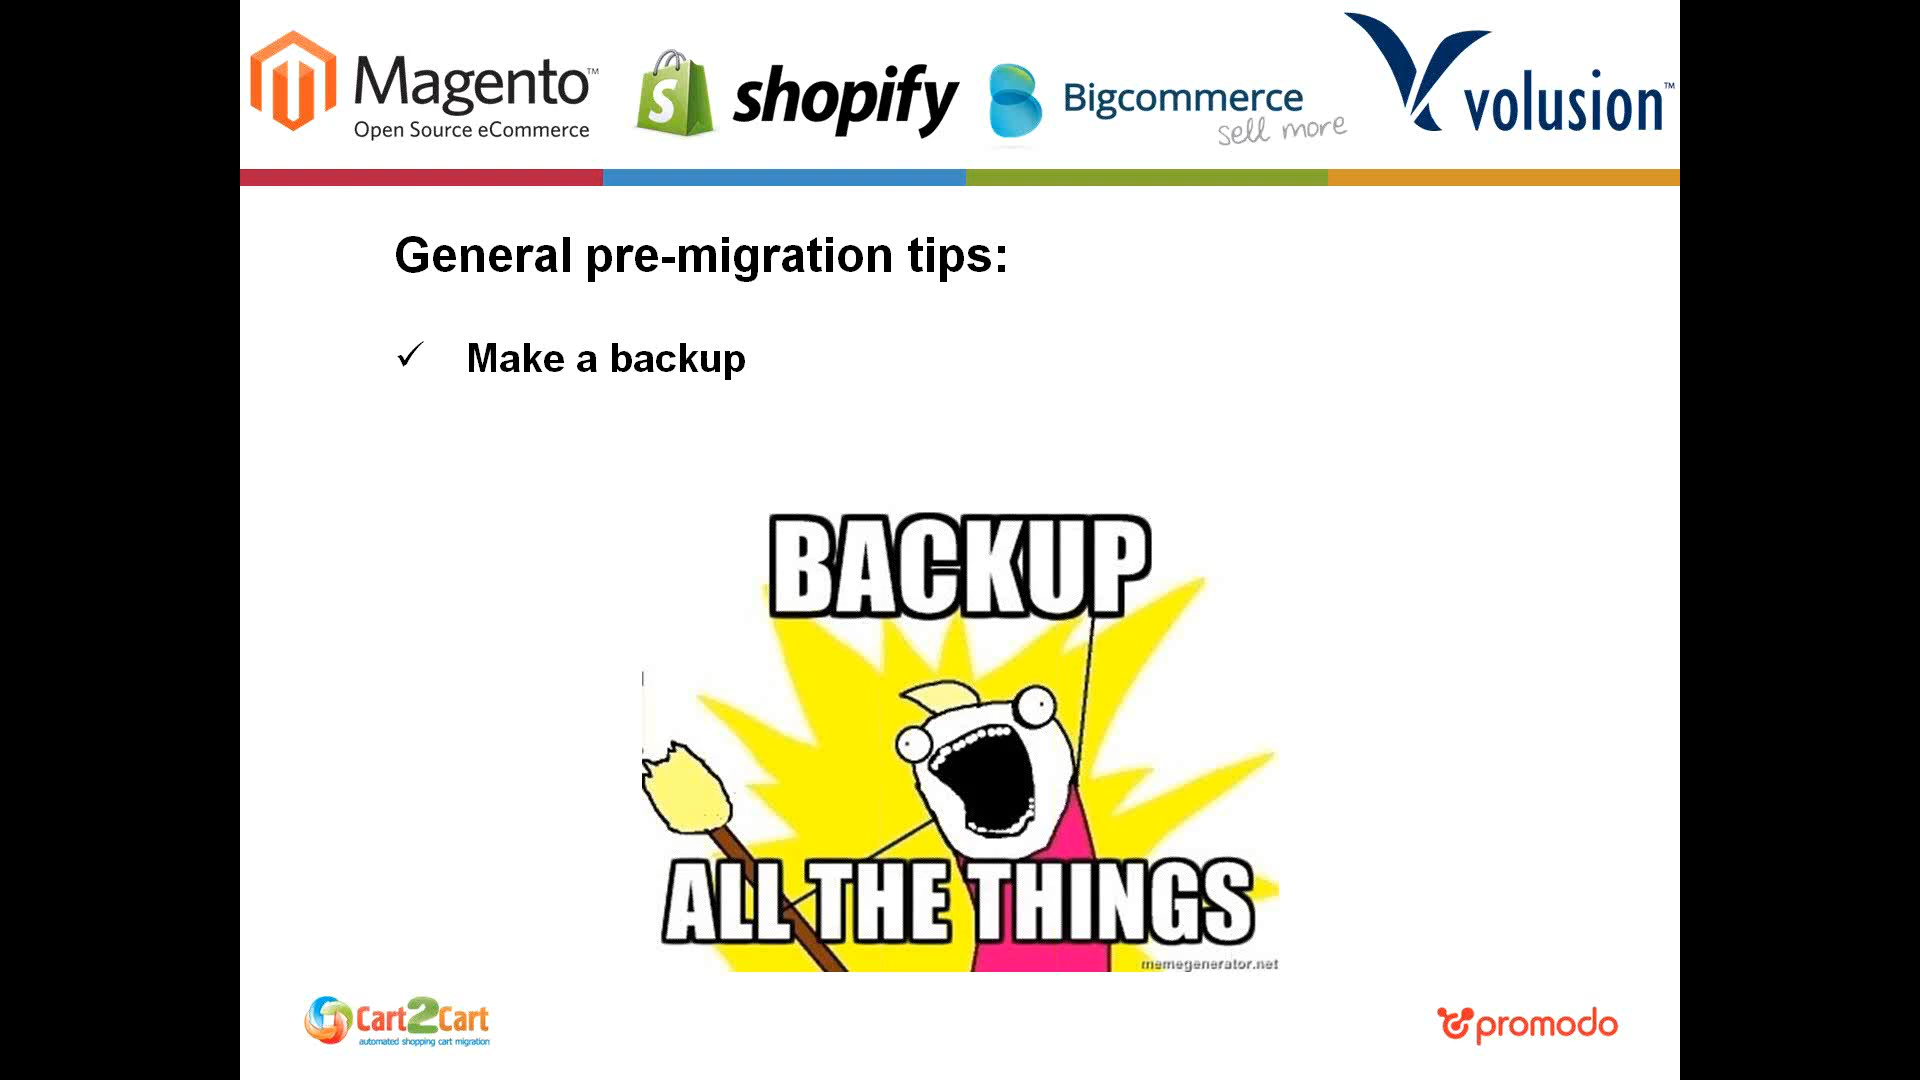 Magento™
Open Source eCommerce
S
shopify
Bigcommerce
sell more
volusion™
General pre-migration tips:
✓ Make a backup
BACKUP
ALL THE THINGS
memegenerator.net
Cart2Cart
automated shopping cart migration
promodo